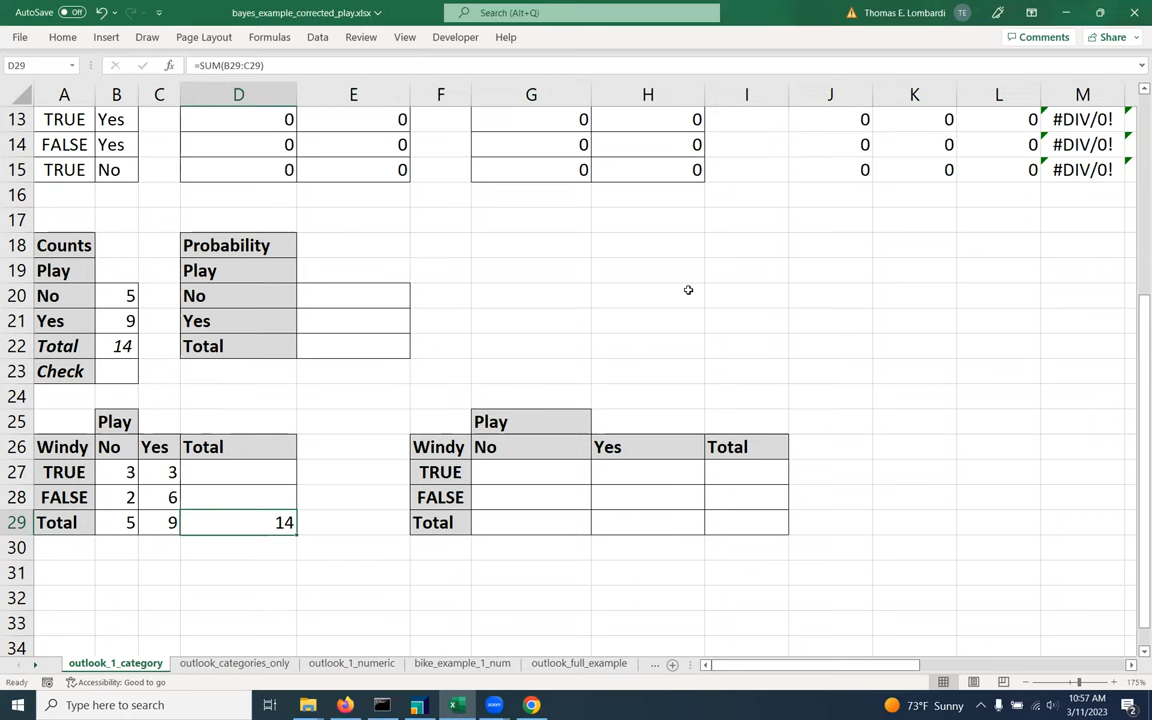 AutoSave Off bayes_example_corrected_play.xlsx Search (Alt+Q) Thomas E. Lombardi TE
File Home Insert Draw Page Layout Formulas Data Review View Developer Help Comments Share
D29 fx =SUM(B29:C29)
A B C D E F G H I J K L M
13 TRUE Yes 0 0 0 0 0 0 0 #DIV/0!
14 FALSE Yes 0 0 0 0 0 0 0 #DIV/0!
15 TRUE No 0 0 0 0 0 0 0 #DIV/0!
16
17
18 Counts Probability
19 Play Play
20 No 5 No
21 Yes 9 Yes
22 Total 14 Total
23 Check
24
25 Play Play
26 Windy No Yes Total Windy No Yes Total
27 TRUE 3 3 TRUE
28 FALSE 2 6 FALSE
29 Total 5 9 14 Total
30
31
32
33
34
outlook_1_category outlook_categories_only outlook_1_numeric bike_example_1_num outlook_full_example ...
Ready Accessibility: Good to go 175%
Type here to search 73°F Sunny 10:57 AM
3/11/2023 2